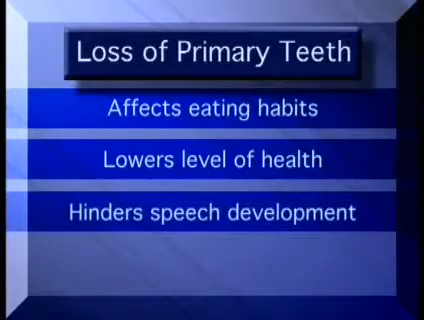 Loss of Primary Teeth
Affects eating habits
Lowers level of health
Hinders speech development